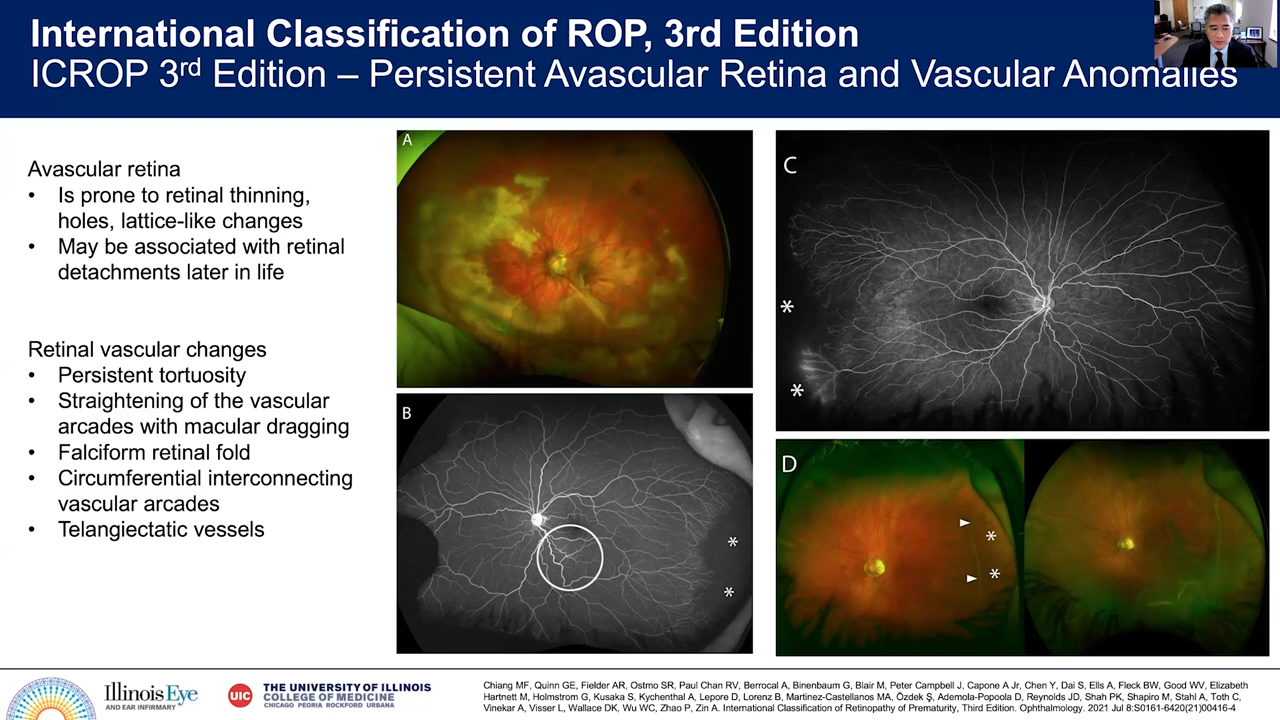 International Classification of ROP, 3rd Edition
ICROP 3rd Edition – Persistent Avascular Retina and Vascular Anomalies
Avascular retina
• Is prone to retinal thinning,
holes, lattice-like changes
• May be associated with retinal
detachments later in life
Retinal vascular changes
• Persistent tortuosity
• Straightening of the vascular
arcades with macular dragging
• Falciform retinal fold
• Circumferential interconnecting
vascular arcades
• Telangiectatic vessels
A
B
*
*
C
*
*
D
*
*
Illinois Eye
AND EAR INFIRMARY
UIC
THE UNIVERSITY OF ILLINOIS
COLLEGE OF MEDICINE
CHICAGO PEORIA ROCKFORD URBANA
Chiang MF, Quinn GE, Fielder AR, Ostmo SR, Paul Chan RV, Berrocal A, Binenbaum G, Blair M, Peter Campbell J, Capone A Jr, Chen Y, Dai S, Ells A, Fleck BW, Good WV, Elizabeth
Hartnett M, Holmstrom G, Kusaka S, Kychenthal A, Lepore D, Lorenz B, Martinez-Castellanos MA, Özdek Ş, Ademola-Popoola D, Reynolds JD, Shah PK, Shapiro M, Stahl A, Toth C,
Vinekar A, Visser L, Wallace DK, Wu WC, Zhao P, Zin A. International Classification of Retinopathy of Prematurity, Third Edition. Ophthalmology. 2021 Jul 8:S0161-6420(21)00416-4